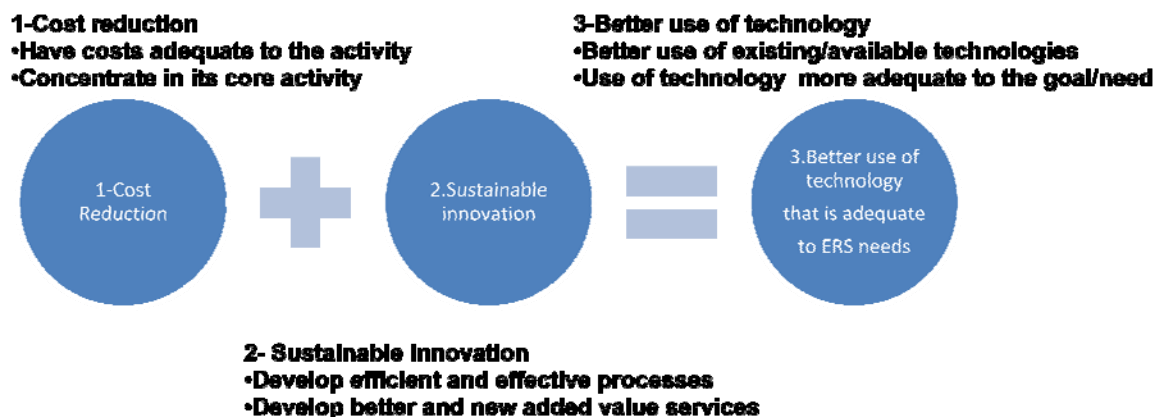 1-Cost reduction
•Have costs adequate to the activity
•Concentrate in its core activity
3-Better use of technology
•Better use of existing/available technologies
•Use of technology more adequate to the goal/need
1-Cost
Reduction
2.Sustainable
innovation
3.Better use of
technology
that is adequate
to ERS needs
2- Sustainable Innovation
•Develop efficient and effective processes
•Develop better and new added value services